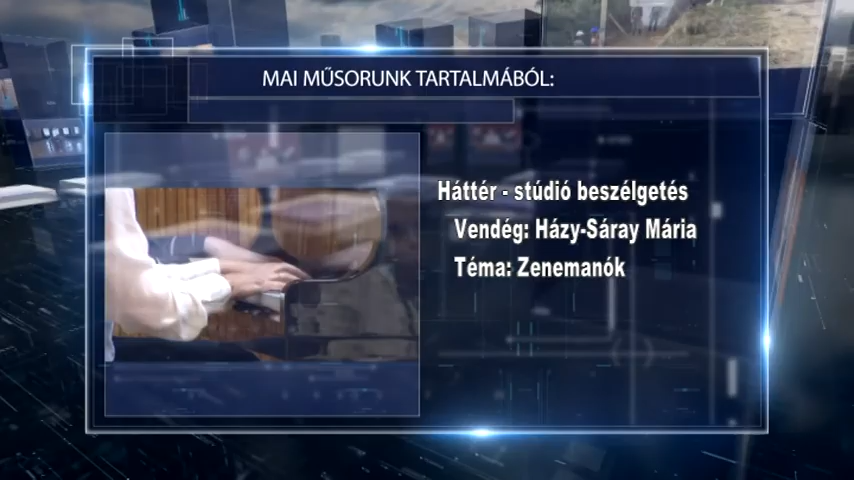 MAI MŰSORUNK TARTALMÁBÓL:
Háttér - stúdió beszélgetés
Vendég: Házy-Sáray Mária
Téma: Zenemanók